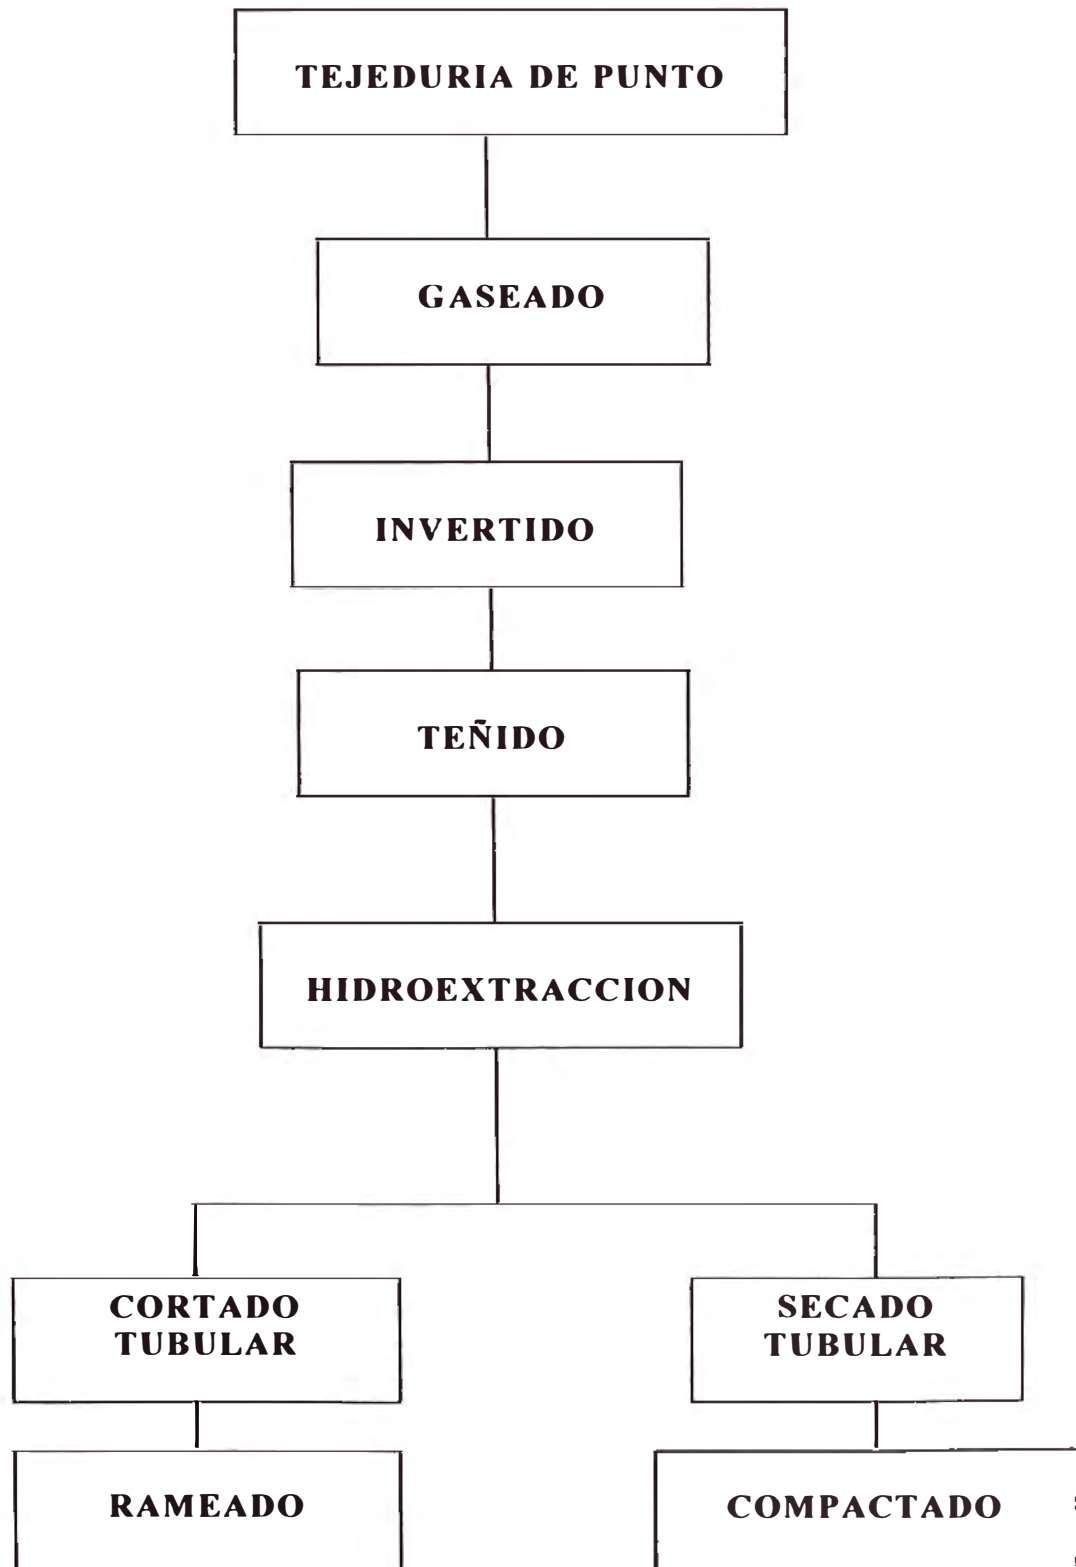 TEJEDURIA DE PUNTO
GASEADO
INVERTIDO
TEÑIDO
HIDROEXTRACCION
CORTADO
TUBULAR
SECADO
TUBULAR
RAMEADO
COMPACTADO